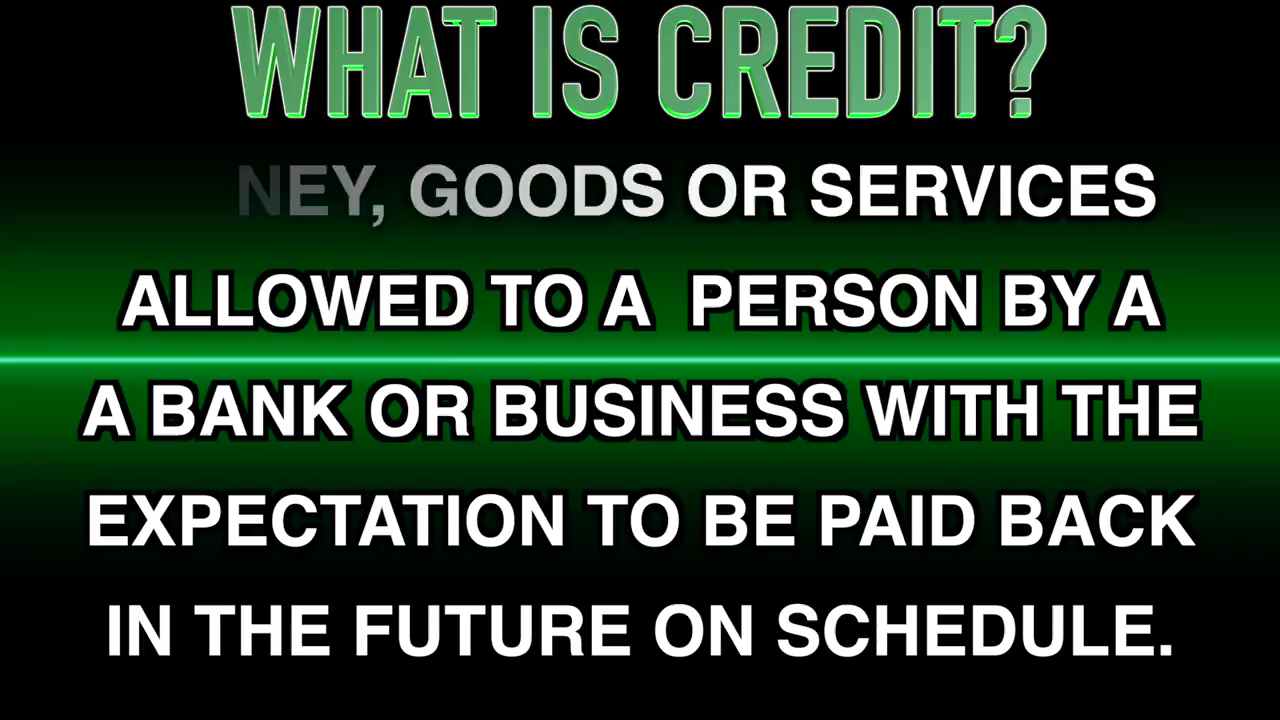 WHAT IS CREDIT?
NEY, GOODS OR SERVICES
ALLOWED TO A PERSON BY A
A BANK OR BUSINESS WITH THE
EXPECTATION TO BE PAID BACK
IN THE FUTURE ON SCHEDULE.